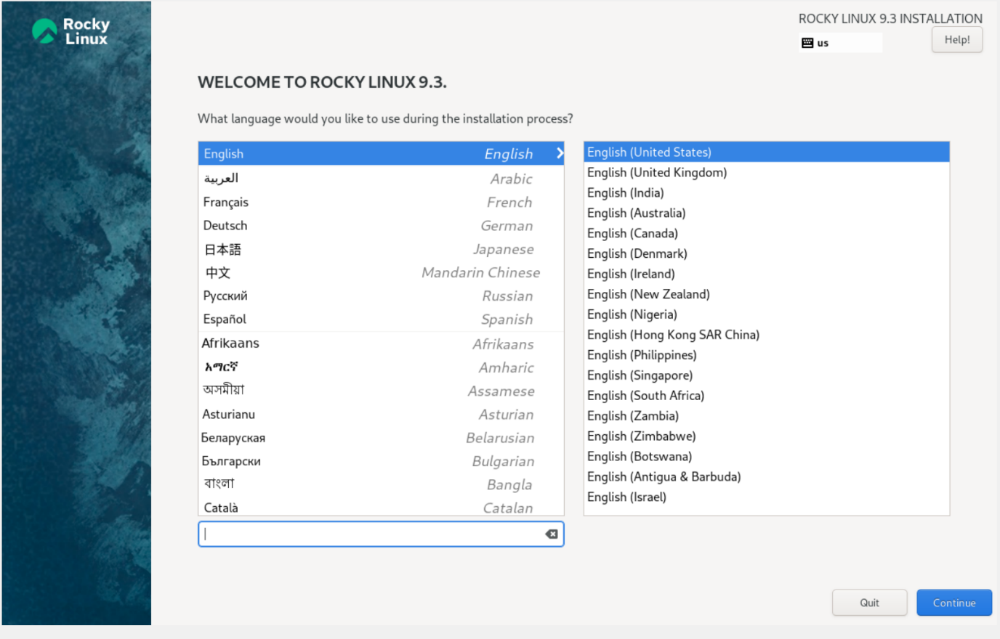 Rocky
Linux
ROCKY LINUX 9.3 INSTALLATION
us
Help!
WELCOME TO ROCKY LINUX 9.3.
What language would you like to use during the installation process?
English English
العربية Arabic
Français French
Deutsch German
日本語 Japanese
中文 Mandarin Chinese
Русский Russian
Español Spanish
Afrikaans Afrikaans
አማርኛ Amharic
অসমীয়া Assamese
Asturianu Asturian
Беларуская Belarusian
Български Bulgarian
বাংলা Bangla
Català Catalan
English (United States)
English (United Kingdom)
English (India)
English (Australia)
English (Canada)
English (Denmark)
English (Ireland)
English (New Zealand)
English (Nigeria)
English (Hong Kong SAR China)
English (Philippines)
English (Singapore)
English (South Africa)
English (Zambia)
English (Zimbabwe)
English (Botswana)
English (Antigua & Barbuda)
English (Israel)
Quit
Continue